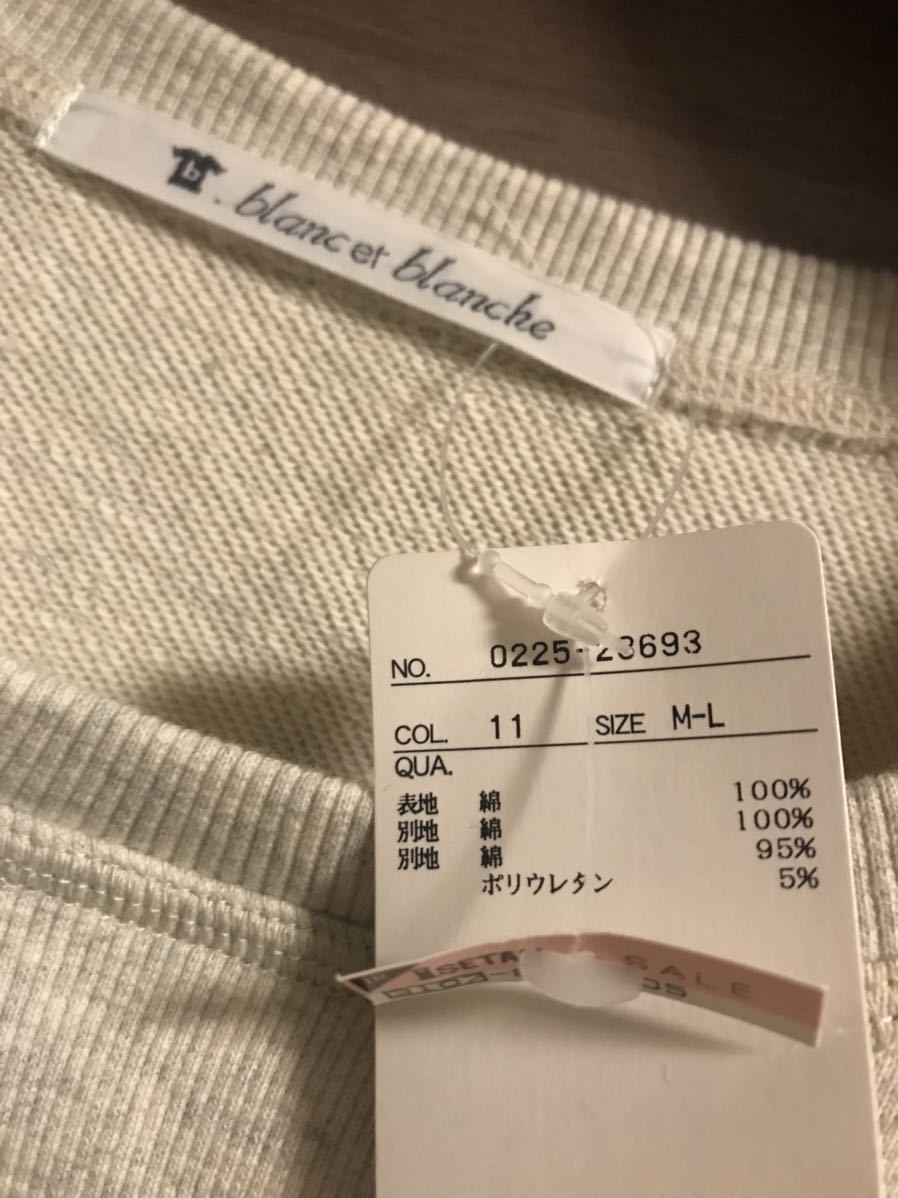 b. blanc et blanche
NO. 0225-23693
COL. 11 SIZE M-L
QUA.
表地 綿 100%
別地 綿 100%
別地 綿 95%
ポリウレタン 5%
SALE